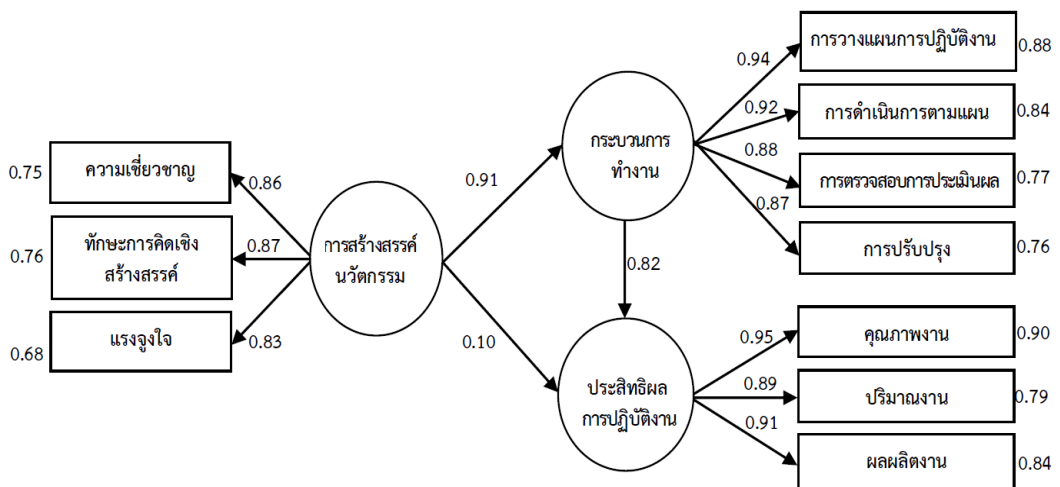 การวางแผนการปฏิบัติงาน 0.88
0.94
การดำเนินการตามแผน 0.84
0.92
กระบวนการ
ทำงาน
0.88
การตรวจสอบการประเมินผล 0.77
0.87
การปรับปรุง 0.76
0.75 ความเชี่ยวชาญ
0.86
0.91
0.76 ทักษะการคิดเชิง
สร้างสรรค์
0.87
การสร้างสรรค์
นวัตกรรม
0.82
0.68 แรงจูงใจ
0.83
0.10
0.95
คุณภาพงาน 0.90
ประสิทธิผล
การปฏิบัติงาน
0.89
ปริมาณงาน 0.79
0.91
ผลผลิตงาน 0.84